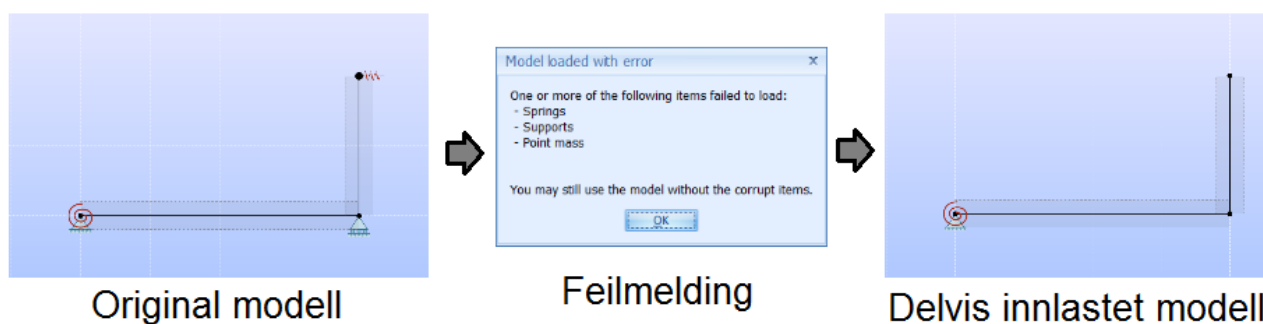 Model loaded with error x
One or more of the following items failed to load:
- Springs
- Supports
- Point mass
You may still use the model without the corrupt items.
OK
Original modell
Feilmelding
Delvis innlastet modell